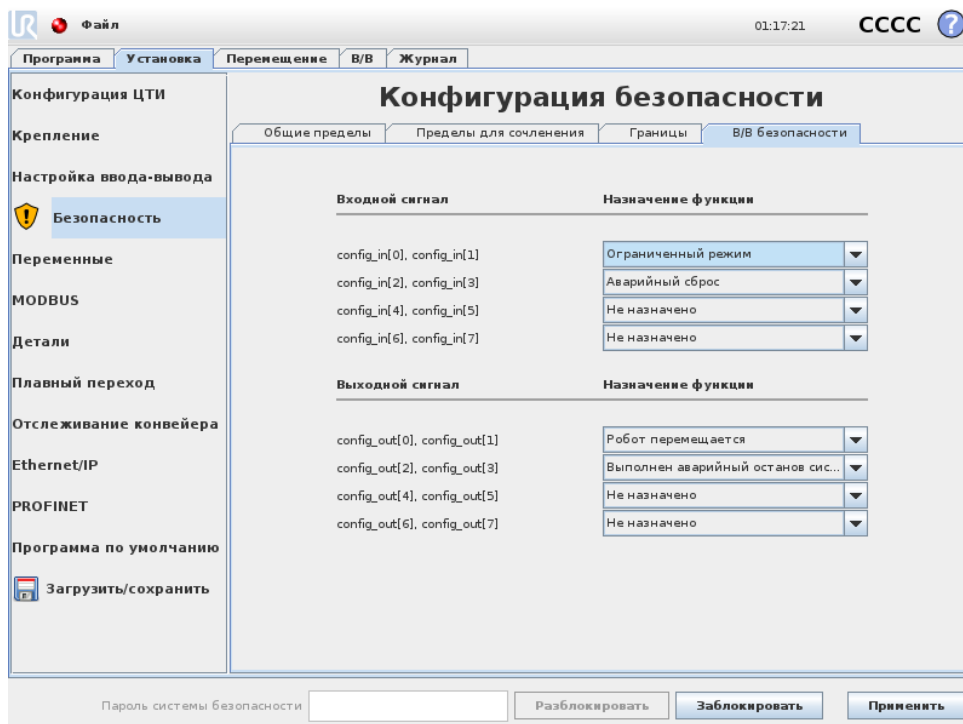 UR Файл 01:17:21 CCCC ?
Программа Установка Перемещение В/В Журнал
Конфигурация ЦТИ
Крепление
Настройка ввода-вывода
Безопасность
Переменные
MODBUS
Детали
Плавный переход
Отслеживание конвейера
Ethernet/IP
PROFINET
Программа по умолчанию
Загрузить/сохранить
Конфигурация безопасности
Общие пределы Пределы для сочленения Границы В/В безопасности
Входной сигнал Назначение функции
config_in[0], config_in[1] Ограниченный режим
config_in[2], config_in[3] Аварийный сброс
config_in[4], config_in[5] Не назначено
config_in[6], config_in[7] Не назначено
Выходной сигнал Назначение функции
config_out[0], config_out[1] Робот перемещается
config_out[2], config_out[3] Выполнен аварийный останов сис...
config_out[4], config_out[5] Не назначено
config_out[6], config_out[7] Не назначено
Пароль системы безопасности Разблокировать Заблокировать Применить